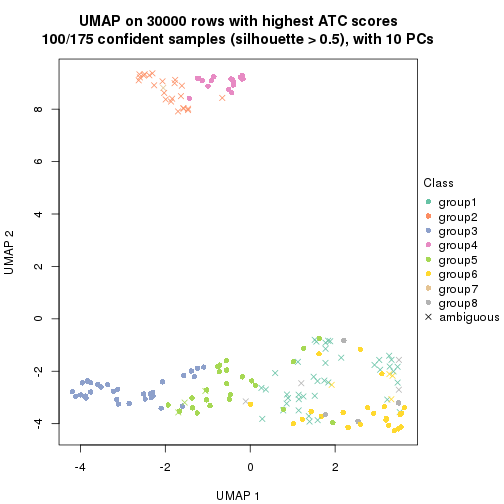 UMAP on 30000 rows with highest ATC scores
100/175 confident samples (silhouette > 0.5), with 10 PCs
8
6
4
2
0
-2
-4
UMAP 2
-4
-2
0
2
UMAP 1
Class
group1
group2
group3
group4
group5
group6
group7
group8
ambiguous